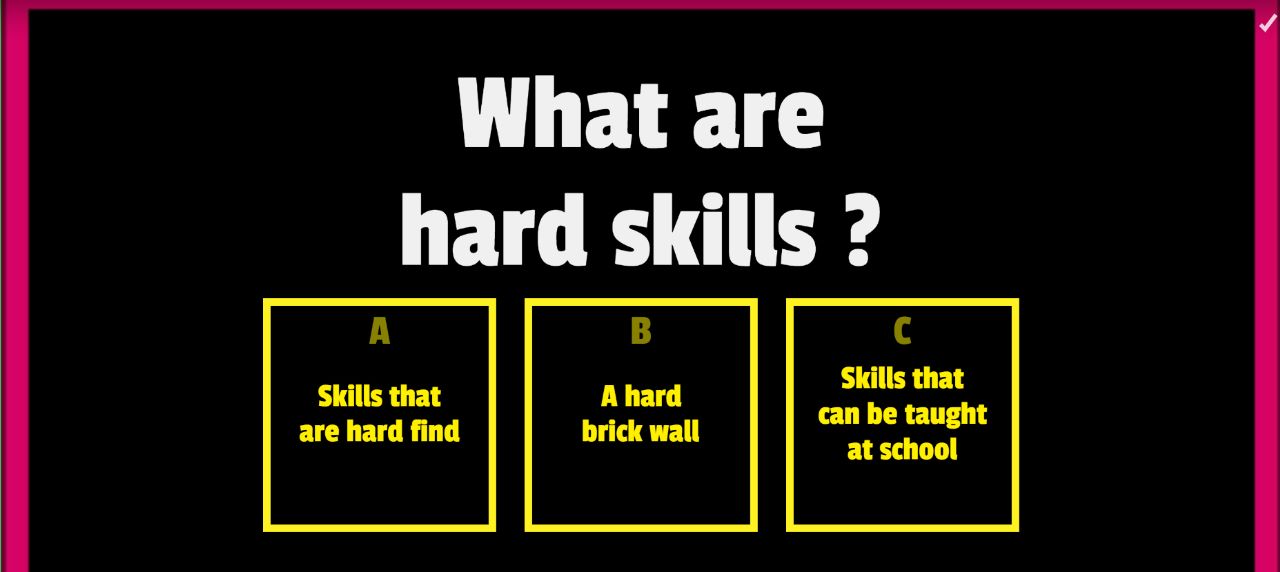 What are
hard skills ?
A
Skills that
are hard find
B
A hard
brick wall
C
Skills that
can be taught
at school